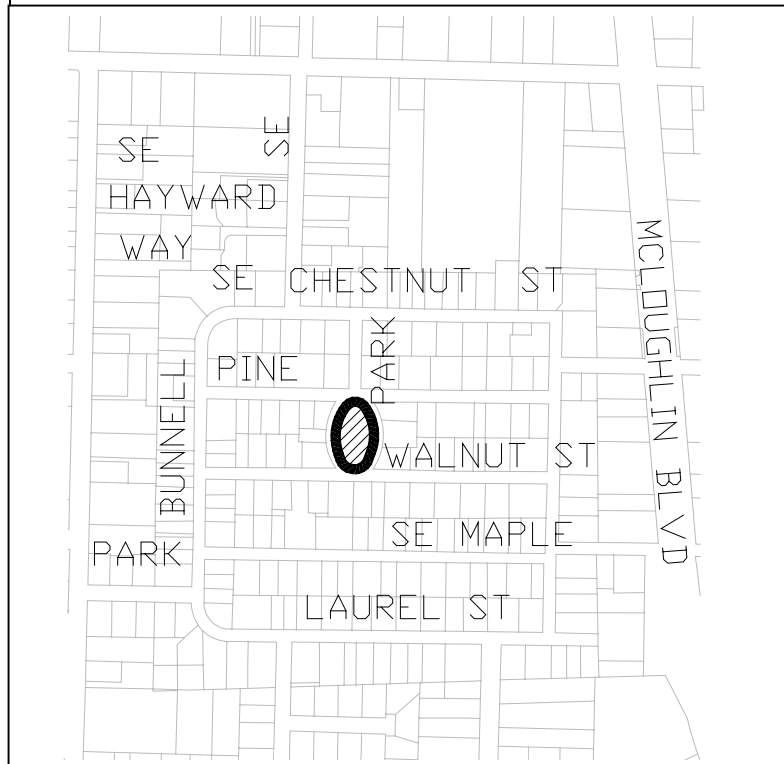 SE
SE
HAYWARD
WAY
SE CHESTNUT ST
MCLOUGHLIN BLVD
PARK
PINE
BUNNELL
WALNUT ST
SE MAPLE
PARK
LAUREL ST